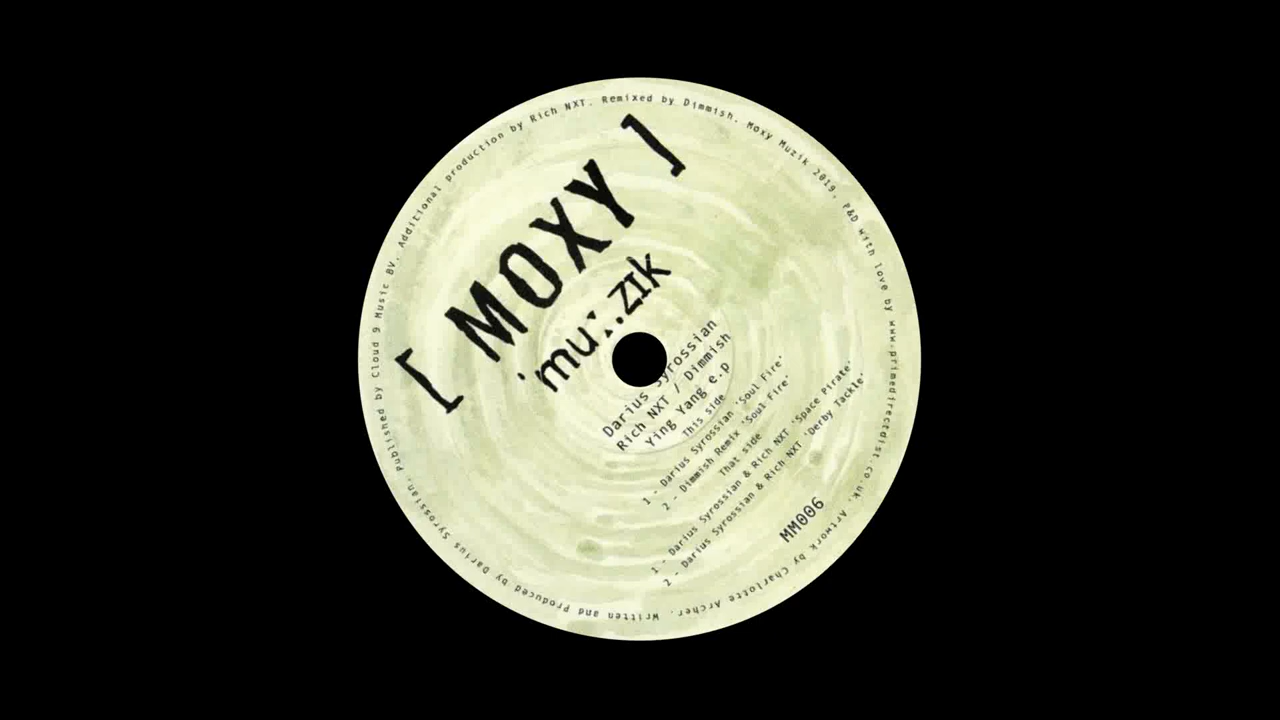 [ MOXY ]
'mu:.zIk
Darius Syrossian
Rich NXT / Dimmish
Ying Yang e.p
This side
1 - Darius Syrossian 'Soul Fire'
2 - Dimmish Remix 'Soul Fire'
That side
1 - Darius Syrossian & Rich NXT 'Space Pirate'
2 - Darius Syrossian & Rich NXT 'Derby Tackle'
MM006
Written and Produced by Darius Syrossian. Published by Cloud 9 Music BV. Additional production by Rich NXT. Remixed by Dimmish. Moxy Muzik 2019. P&D with love by www.primedirectdist.co.uk. Artwork by Charlotte Archer.